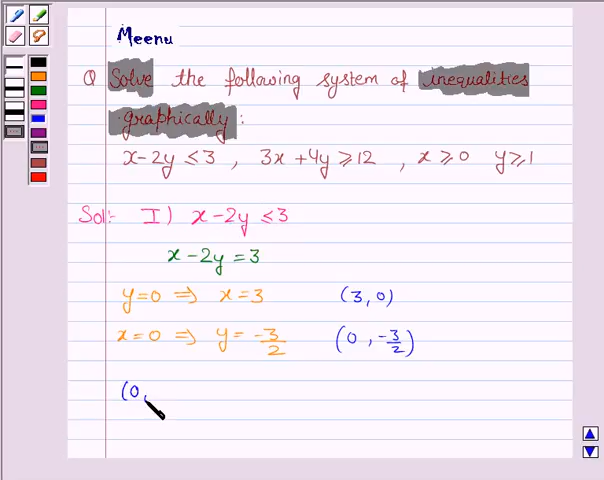 Meenu
Q Solve the following system of inequalities
graphically:
x-2y ≤ 3 , 3x+4y ≥ 12 , x ≥ 0 y ≥ 1
Sol:- I) x-2y ≤ 3
x-2y = 3
y=0 ⇒ x=3 (3, 0)
x=0 ⇒ y= -3/2 (0, -3/2)
(0,